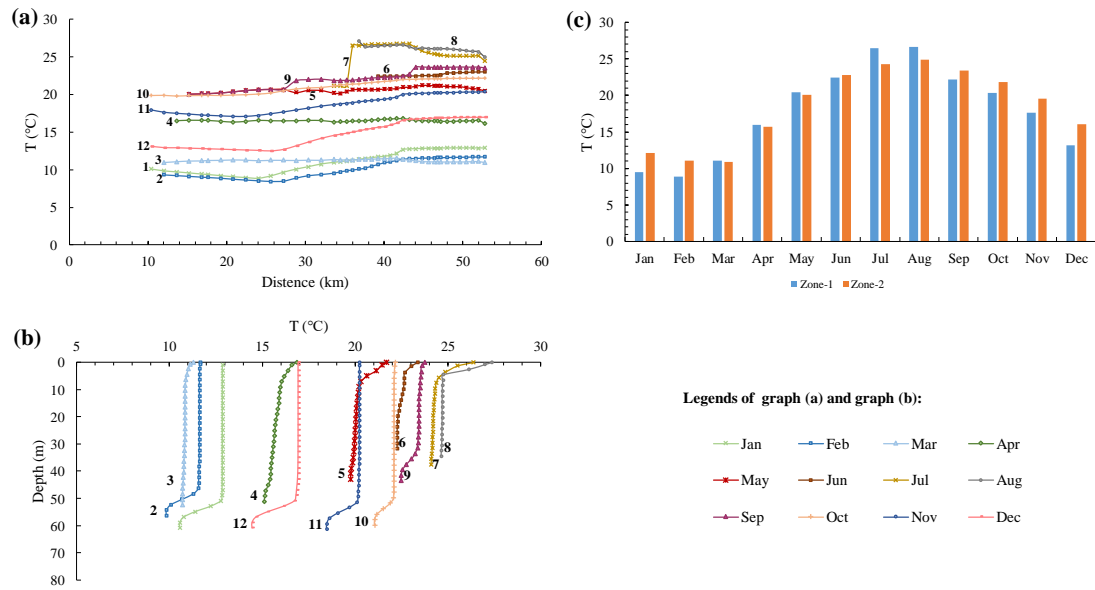 (a)
30
25
20
15
10
5
0
T (°C)
0 10 20 30 40 50 60
Distence (km)
1
2
3
4
5
6
7
8
9
10
11
12
(c)
30
25
20
15
10
5
0
T (°C)
Jan Feb Mar Apr May Jun Jul Aug Sep Oct Nov Dec
Zone-1 Zone-2
(b)
T (°C)
5 10 15 20 25 30
0
10
20
30
40
50
60
70
80
Depth (m)
2
3
4
5
6
7
8
9
10
11
12
Legends of graph (a) and graph (b):
Jan Feb Mar Apr
May Jun Jul Aug
Sep Oct Nov Dec